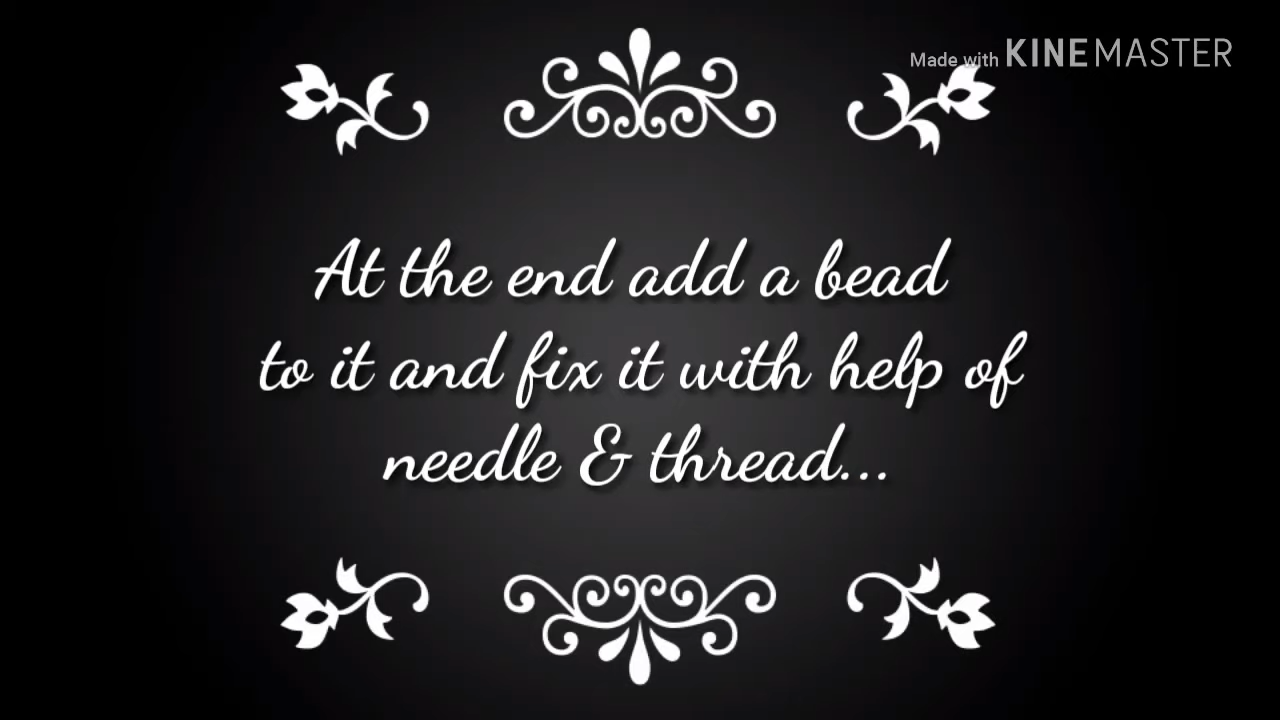 Made with KINEMASTER
At the end add a bead
to it and fix it with help of
needle & thread...